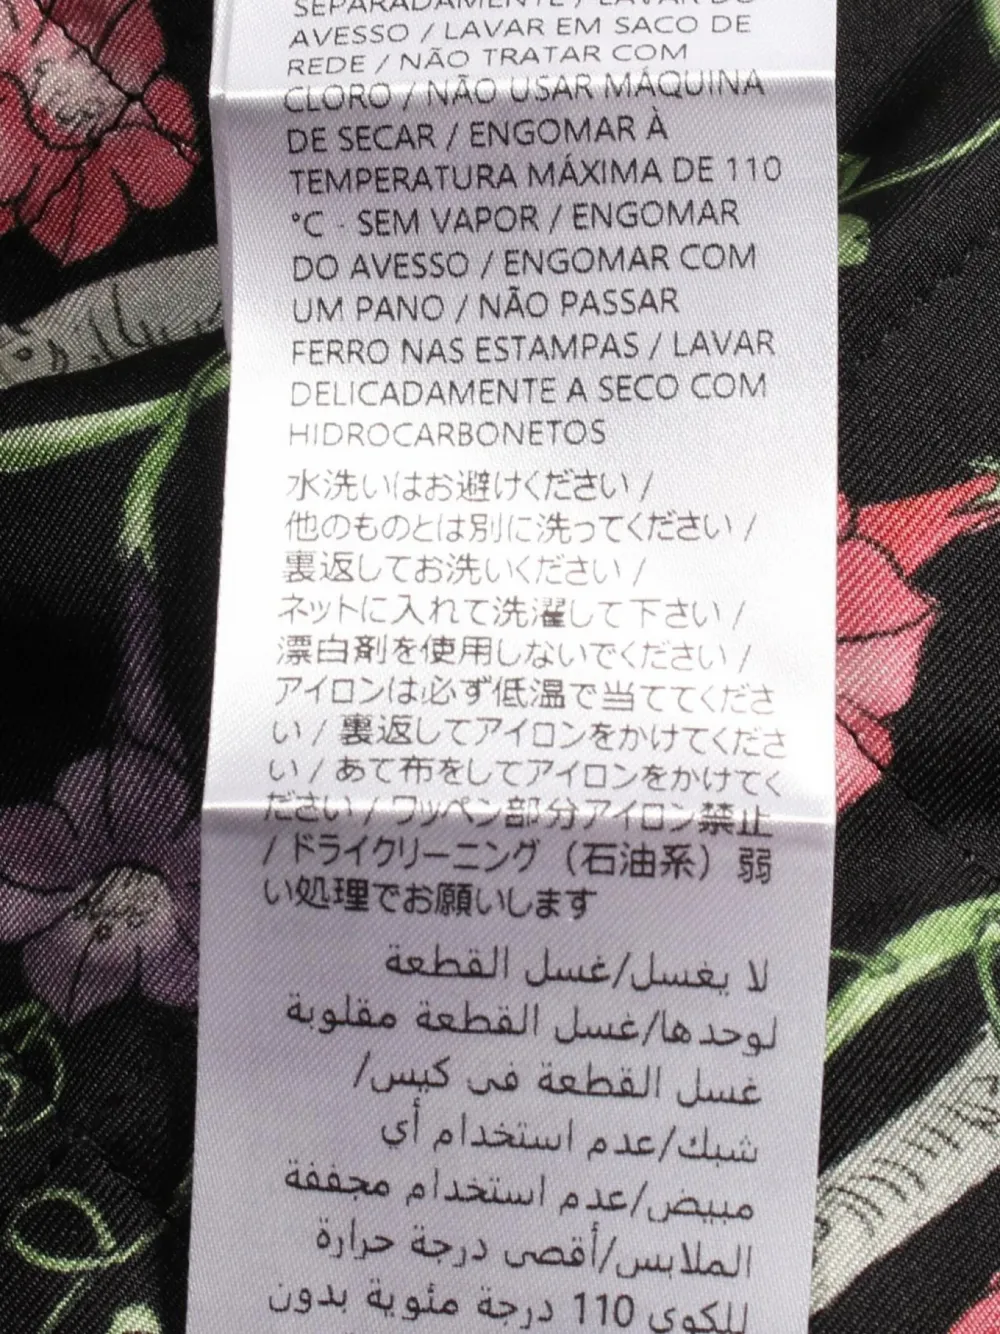 SEPARADAMENTE / LAVAR DO
AVESSO / LAVAR EM SACO DE
REDE / NÃO TRATAR COM
CLORO / NÃO USAR MÁQUINA
DE SECAR / ENGOMAR À
TEMPERATURA MÁXIMA DE 110
°C - SEM VAPOR / ENGOMAR
DO AVESSO / ENGOMAR COM
UM PANO / NÃO PASSAR
FERRO NAS ESTAMPAS / LAVAR
DELICADAMENTE A SECO COM
HIDROCARBONETOS
水洗いはお避けください /
他のものとは別に洗ってください /
裏返してお洗いください /
ネットに入れて洗濯して下さい /
漂白剤を使用しないでください /
アイロンは必ず低温で当ててくださ
い / 裏返してアイロンをかけてくださ
い / あて布をしてアイロンをかけてく
ださい / ワッペン部分アイロン禁止
/ ドライクリーニング（石油系）弱
い処理でお願いします
لا يغسل/غسل القطعة
لوحدها/غسل القطعة مقلوبة
غسل القطعة في كيس/
شبك/عدم استخدام أي
مبيض/عدم استخدام مجففة
الملابس/أقصى درجة حرارة
للكوي 110 درجة مئوية بدون